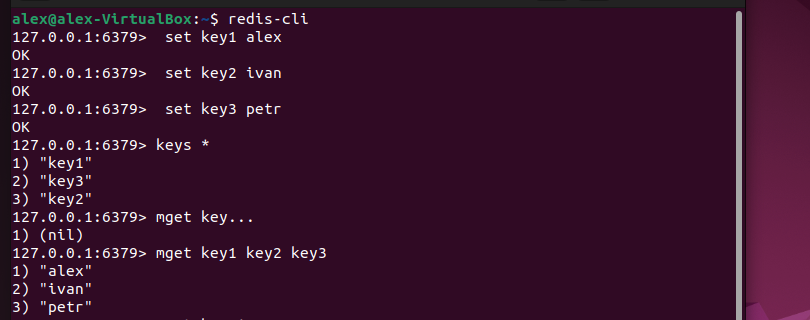 alex@alex-VirtualBox:~$ redis-cli
127.0.0.1:6379>  set key1 alex
OK
127.0.0.1:6379>  set key2 ivan
OK
127.0.0.1:6379>  set key3 petr
OK
127.0.0.1:6379> keys *
1) "key1"
2) "key3"
3) "key2"
127.0.0.1:6379> mget key...
1) (nil)
127.0.0.1:6379> mget key1 key2 key3
1) "alex"
2) "ivan"
3) "petr"